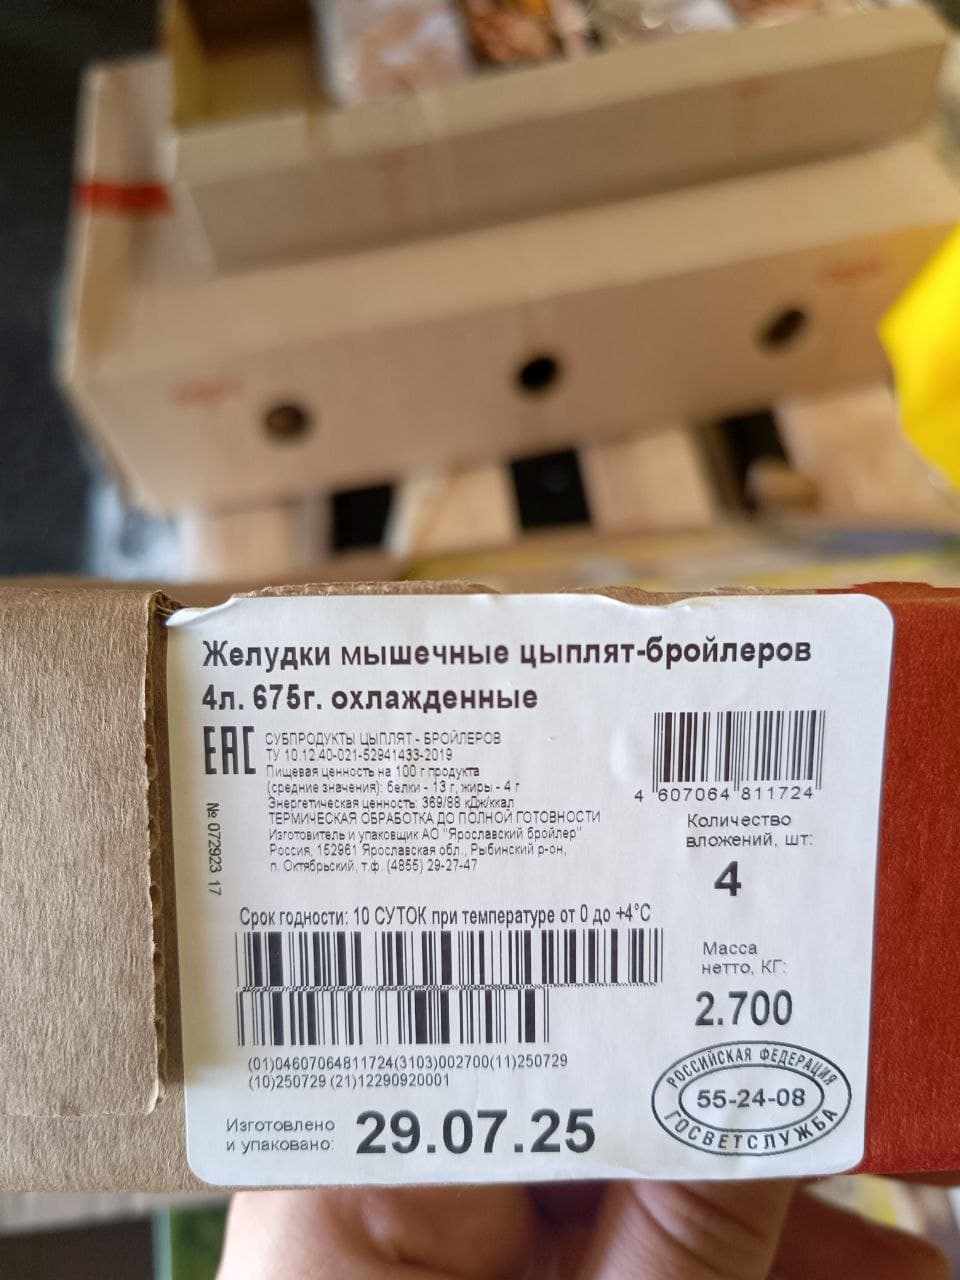 Желудки мышечные цыплят-бройлеров
4л. 675г. охлажденные
ЕАС
СУБПРОДУКТЫ ЦЫПЛЯТ - БРОЙЛЕРОВ
ТУ 10.12.40-021-52941433-2019
Пищевая ценность на 100 г продукта
(средние значения): белки - 13 г, жиры - 4 г
Энергетическая ценность: 369/88 кДж/ккал
ТЕРМИЧЕСКАЯ ОБРАБОТКА ДО ПОЛНОЙ ГОТОВНОСТИ
Изготовитель и упаковщик АО "Ярославский бройлер"
Россия, 152961 Ярославская обл., Рыбинский р-он,
п. Октябрьский, т.ф. (4855) 29-27-47
№ 072923 17
4 607064 811724
Количество
вложений, шт:
4
Срок годности: 10 СУТОК при температуре от 0 до +4°С
Масса
нетто, КГ:
2.700
(01)04607064811724(3103)002700(11)250729
(10)250729 (21)12290920001
Изготовлено
и упаковано:
29.07.25
РОССИЙСКАЯ ФЕДЕРАЦИЯ
55-24-08
ГОСВЕТСЛУЖБА